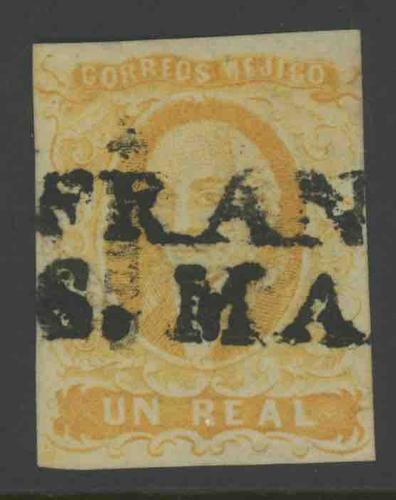 CORREOS MEJICO
FRAN
S. MA
UN REAL